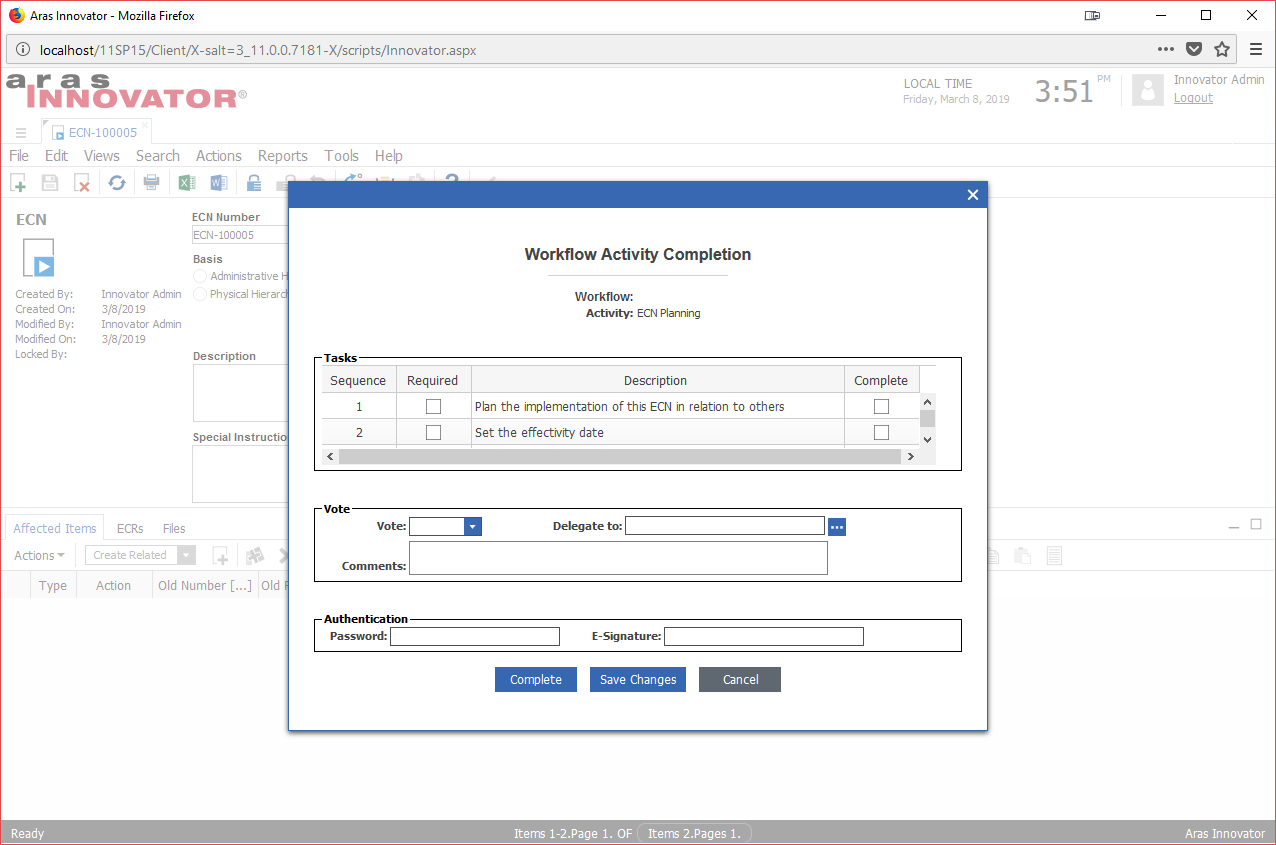 Aras Innovator - Mozilla Firefox
localhost/11SP15/Client/X-salt=3_11.0.0.7181-X/scripts/Innovator.aspx
aras
INNOVATOR®
LOCAL TIME
Friday, March 8, 2019
3:51 PM
Innovator Admin
Logout
ECN-100005
File Edit Views Search Actions Reports Tools Help
ECN
Created By: Innovator Admin
Created On: 3/8/2019
Modified By: Innovator Admin
Modified On: 3/8/2019
Locked By:
ECN Number
ECN-100005
Basis
Administrative H
Physical Hierarch
Description
Special Instructio
Workflow Activity Completion
Workflow:
Activity: ECN Planning
Tasks
Sequence Required Description Complete
1 Plan the implementation of this ECN in relation to others
2 Set the effectivity date
Vote
Vote: Delegate to: ...
Comments:
Authentication
Password: E-Signature:
Complete Save Changes Cancel
Affected Items ECRs Files
Actions Create Related
Type Action Old Number [...] Old R
Ready Items 1-2.Page 1. OF Items 2.Pages 1. Aras Innovator